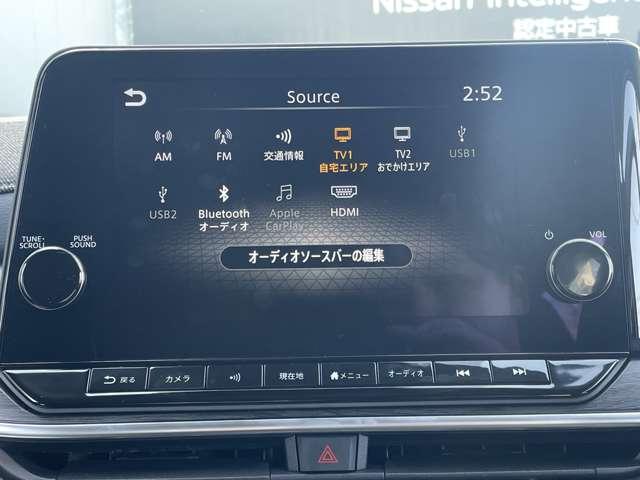 Nissan Intelligen
認定中古車
Source
2:52
AM
FM
交通情報
TV1
自宅エリア
TV2
おでかけエリア
USB1
USB2
Bluetooth
オーディオ
Apple
CarPlay
HDMI
TUNE·
SCROLL
PUSH
SOUND
VOL
オーディオソースバーの編集
戻る
カメラ
現在地
メニュー
オーディオ